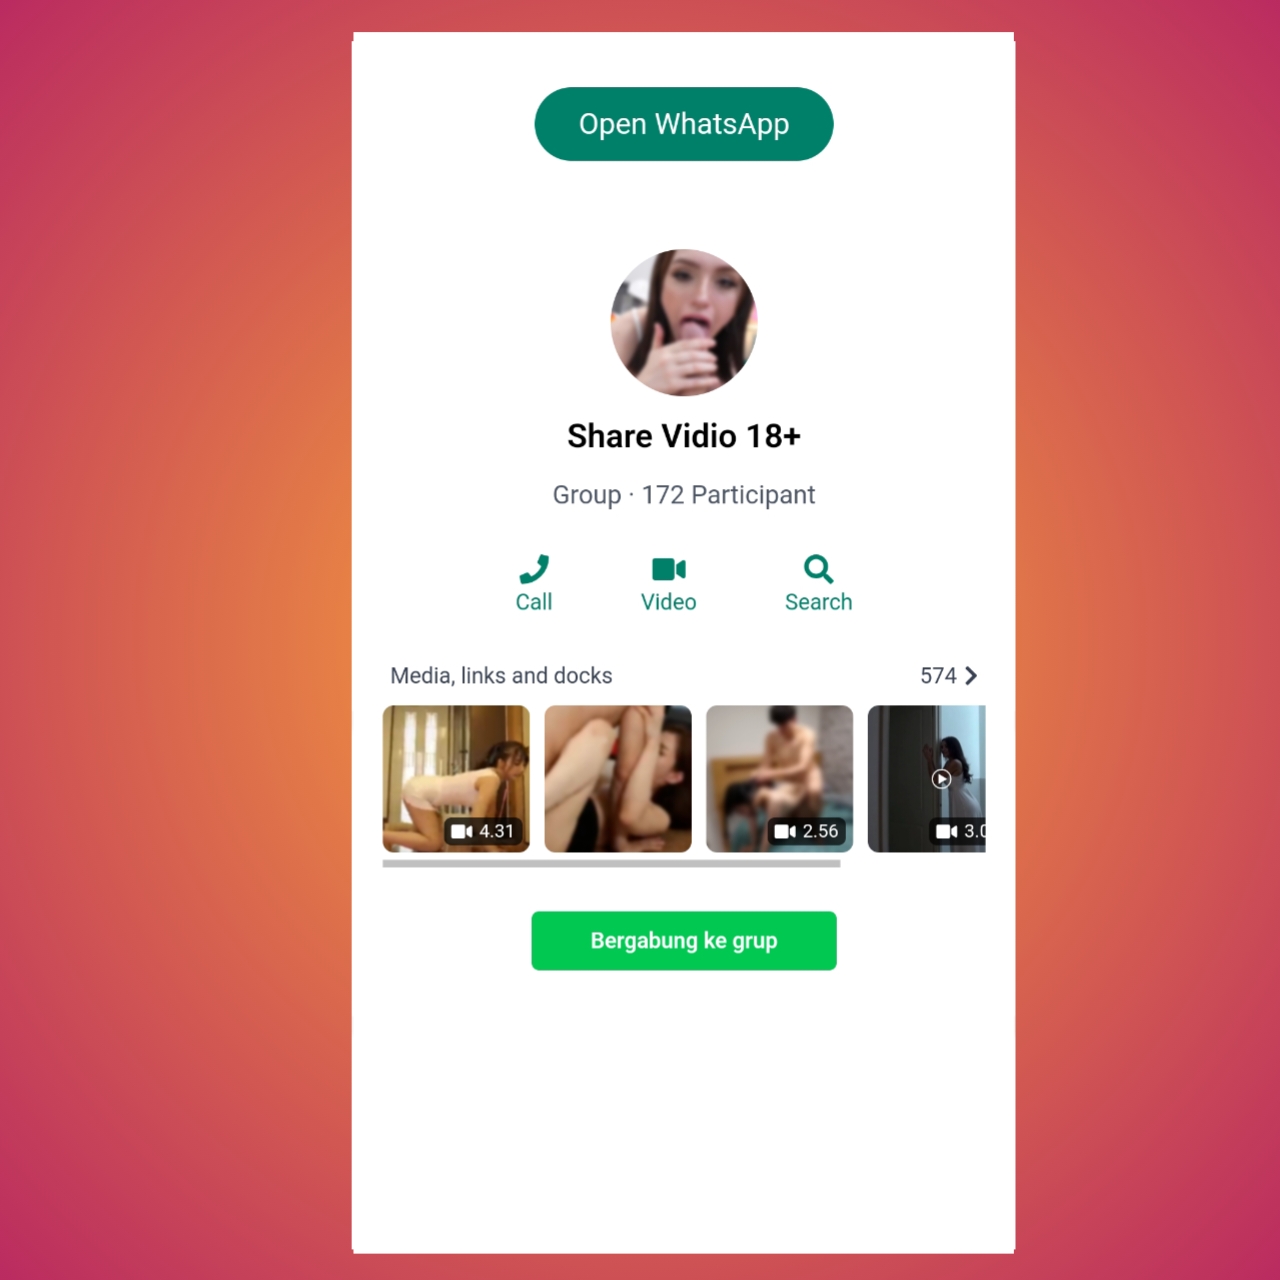 Open WhatsApp
Share Vidio 18+
Group · 172 Participant
Call Video Search
Media, links and docks 574
4.31 2.56 3.0
Bergabung ke grup